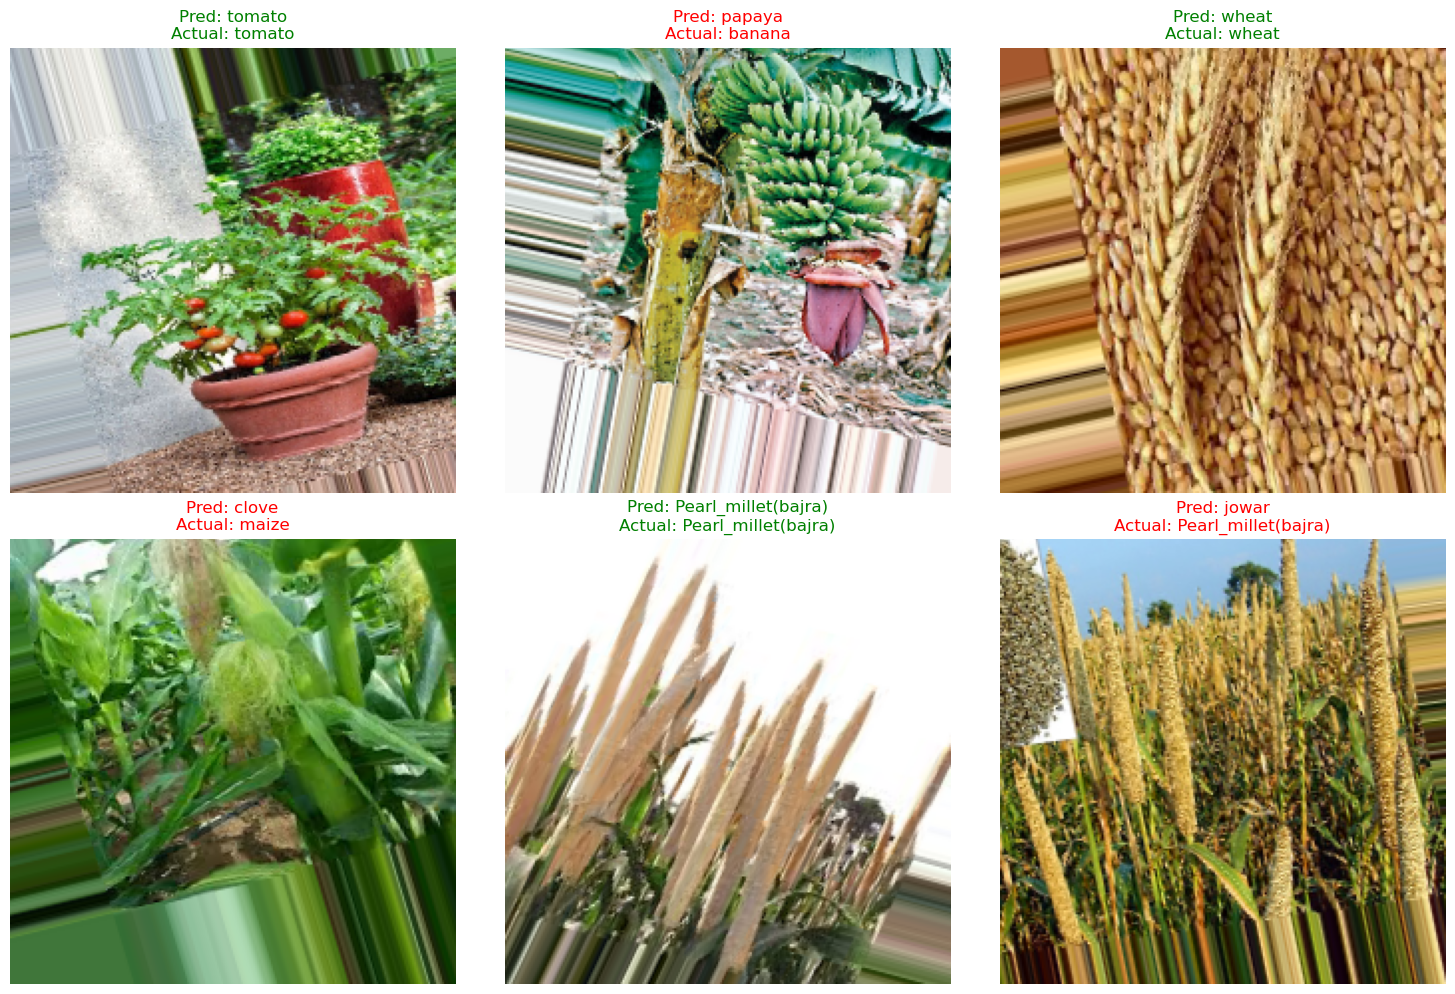 Pred: tomato
Actual: tomato
Pred: papaya
Actual: banana
Pred: wheat
Actual: wheat
Pred: clove
Actual: maize
Pred: Pearl_millet(bajra)
Actual: Pearl_millet(bajra)
Pred: jowar
Actual: Pearl_millet(bajra)